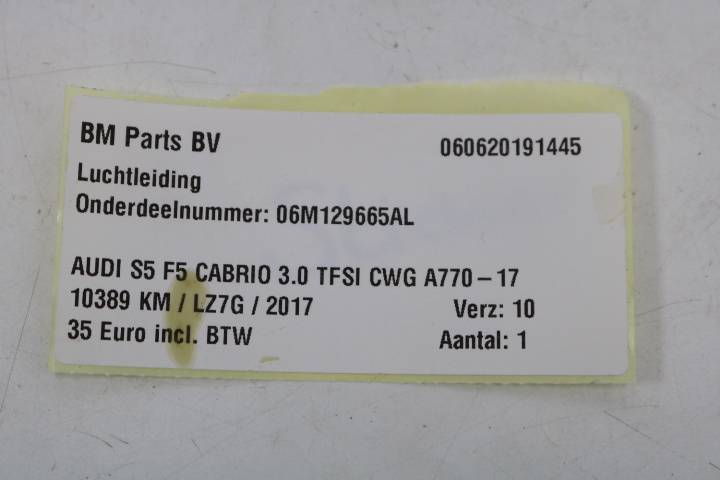 BM Parts BV 060620191445
Luchtleiding
Onderdeelnummer: 06M129665AL
AUDI S5 F5 CABRIO 3.0 TFSI CWG A770-17
10389 KM / LZ7G / 2017 Verz: 10
35 Euro incl. BTW Aantal: 1